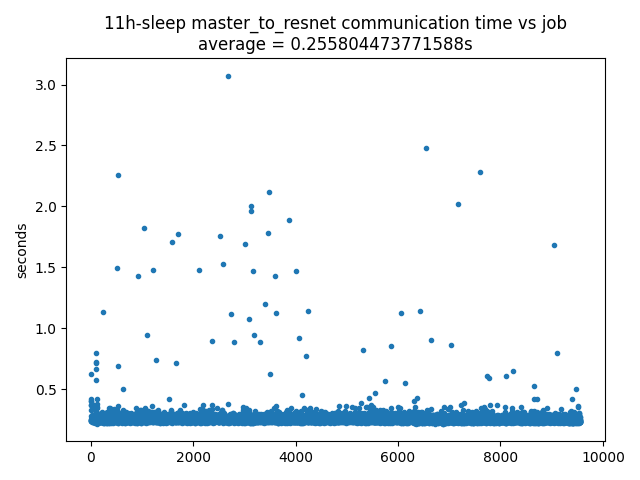 11h-sleep master_to_resnet communication time vs job
average = 0.255804473771588s
seconds
3.0
2.5
2.0
1.5
1.0
0.5
0 2000 4000 6000 8000 10000